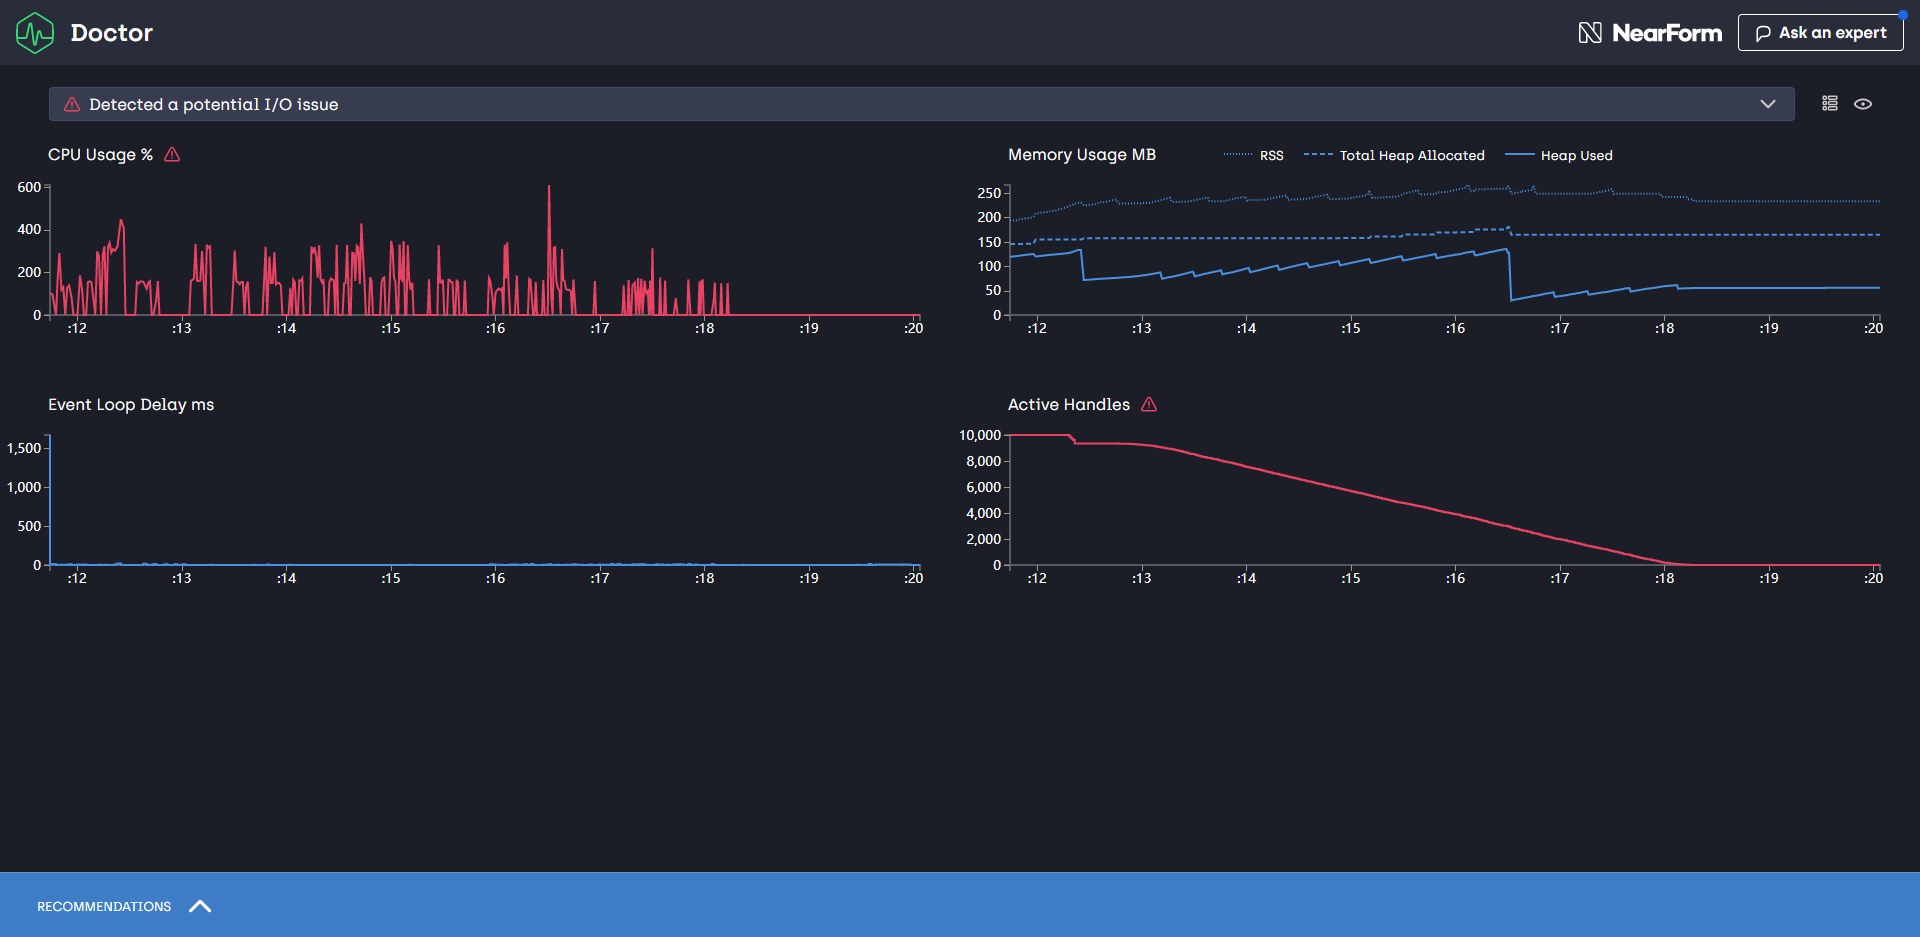 Doctor
NearForm
Ask an expert
Detected a potential I/O issue
CPU Usage %
600
400
200
0
:12 :13 :14 :15 :16 :17 :18 :19 :20
Memory Usage MB
RSS Total Heap Allocated Heap Used
250
200
150
100
50
0
:12 :13 :14 :15 :16 :17 :18 :19 :20
Event Loop Delay ms
1,500
1,000
500
0
:12 :13 :14 :15 :16 :17 :18 :19 :20
Active Handles
10,000
8,000
6,000
4,000
2,000
0
:12 :13 :14 :15 :16 :17 :18 :19 :20
RECOMMENDATIONS